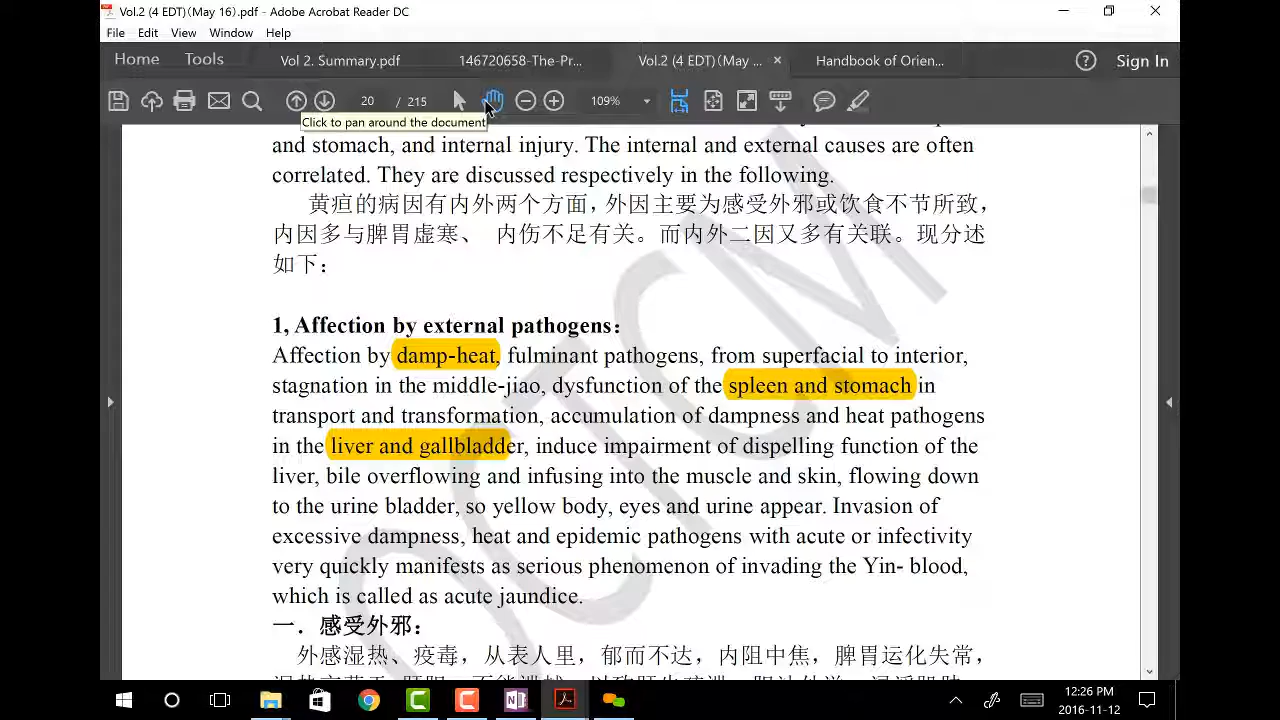 Vol.2 (4 EDT)(May 16).pdf - Adobe Acrobat Reader DC
File Edit View Window Help
Home Tools Vol 2. Summary.pdf 146720658-The-Pr... Vol.2 (4 EDT)(May ... × Handbook of Orien... ? Sign In
20 / 215 109%
Click to pan around the document
and stomach, and internal injury. The internal and external causes are often
correlated. They are discussed respectively in the following.
黄疸的病因有内外两个方面，外因主要为感受外邪或饮食不节所致，
内因多与脾胃虚寒、 内伤不足有关。而内外二因又多有关联。现分述
如下：
1, Affection by external pathogens：
Affection by damp-heat, fulminant pathogens, from superfacial to interior,
stagnation in the middle-jiao, dysfunction of the spleen and stomach in
transport and transformation, accumulation of dampness and heat pathogens
in the liver and gallbladder, induce impairment of dispelling function of the
liver, bile overflowing and infusing into the muscle and skin, flowing down
to the urine bladder, so yellow body, eyes and urine appear. Invasion of
excessive dampness, heat and epidemic pathogens with acute or infectivity
very quickly manifests as serious phenomenon of invading the Yin- blood,
which is called as acute jaundice.
一．感受外邪：
外感湿热、疫毒，从表人里，郁而不达，内阻中焦，脾胃运化失常，
12:26 PM
2016-11-12